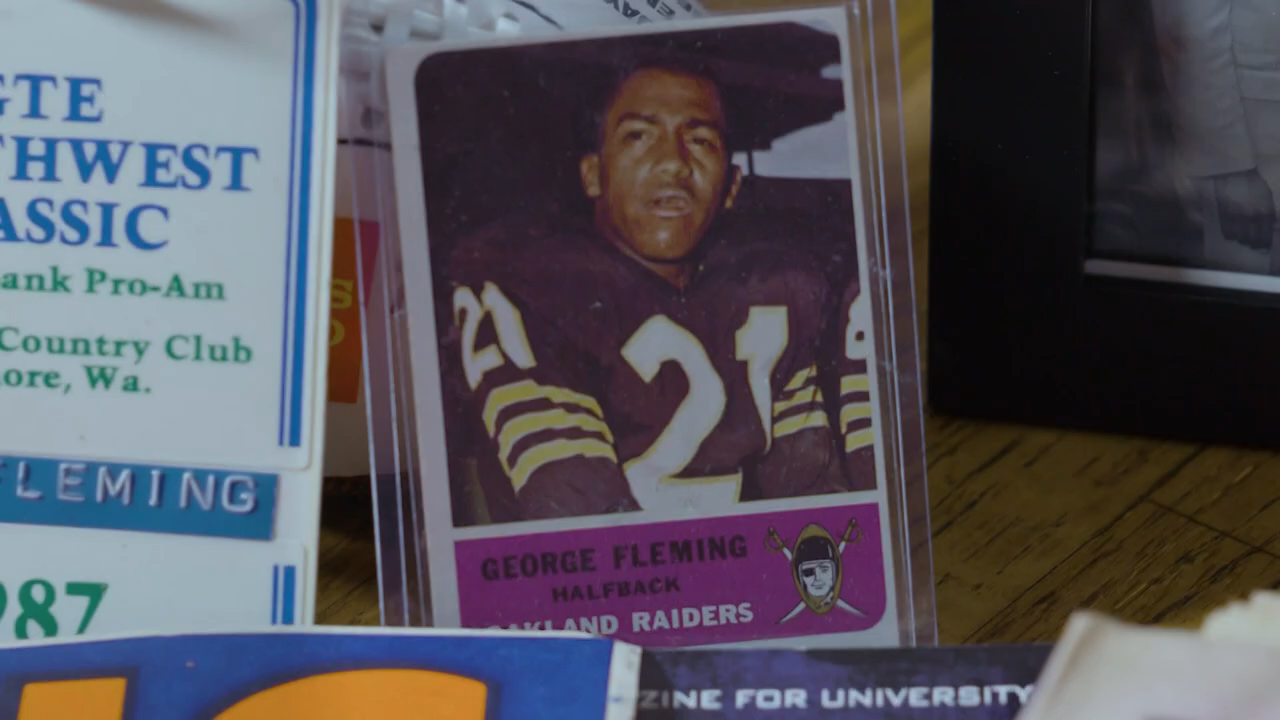 GTE
THWEST
ASSIC
ank Pro-Am
Country Club
ore, Wa.
FLEMING
987
21
21
8
GEORGE FLEMING
HALFBACK
OAKLAND RAIDERS
ZINE FOR UNIVERSITY